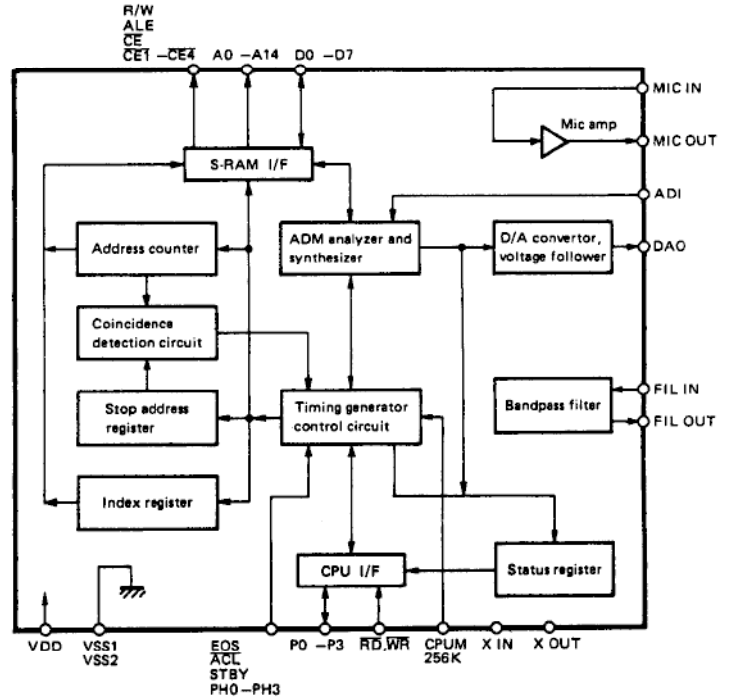 R/W
ALE
CE
CE1 –CE4 A0 –A14 D0 –D7
MIC IN
Mic amp
MIC OUT
S-RAM I/F
ADI
Address counter
ADM analyzer and
synthesizer
D/A convertor,
voltage follower
DAO
Coincidence
detection circuit
Stop address
register
Timing generator
control circuit
Bandpass filter
FIL IN
FIL OUT
Index register
CPU I/F
Status register
VDD
VSS1
VSS2
EOS
ACL
STBY
PH0–PH3
P0 –P3
RD,WR
CPUM
256K
X IN
X OUT